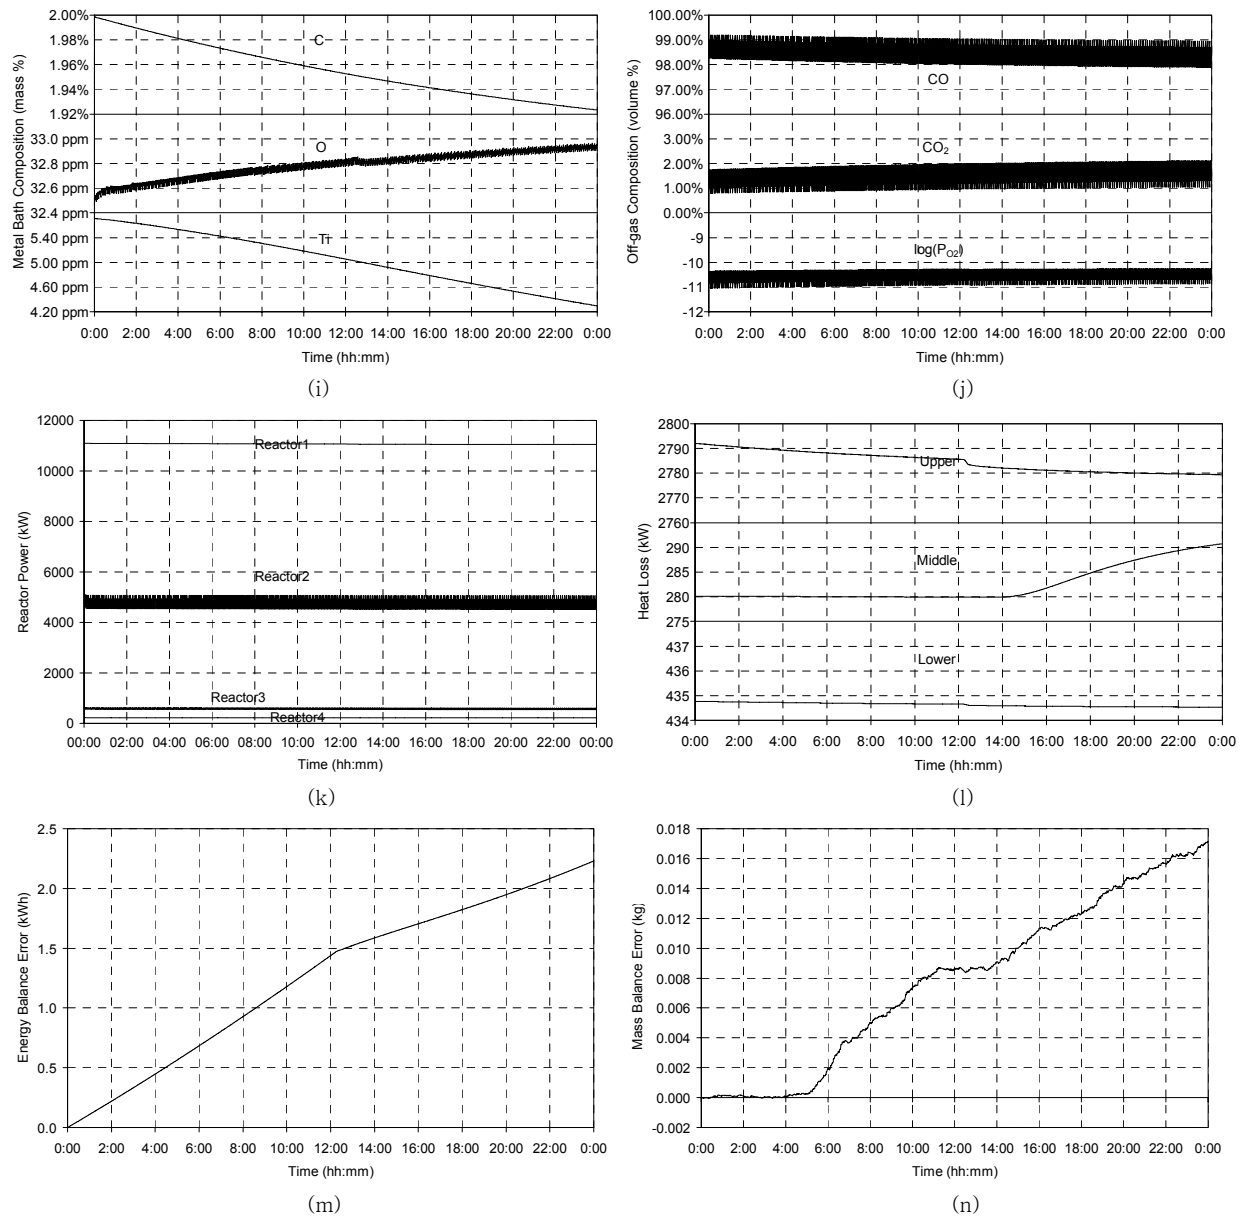 Metal Bath Composition (mass %)
2.00%
1.98%
1.96%
1.94%
1.92%
33.0 ppm
32.8 ppm
32.6 ppm
32.4 ppm
5.40 ppm
5.00 ppm
4.60 ppm
4.20 ppm
C
O
Ti
0:00 2:00 4:00 6:00 8:00 10:00 12:00 14:00 16:00 18:00 20:00 22:00 0:00
Time (hh:mm)
(i)
Off-gas Composition (volume %)
100.00%
99.00%
98.00%
97.00%
96.00%
3.00%
2.00%
1.00%
0.00%
-9
-10
-11
-12
CO
CO2
log(PO2)
0:00 2:00 4:00 6:00 8:00 10:00 12:00 14:00 16:00 18:00 20:00 22:00 0:00
Time (hh:mm)
(j)
Reactor Power (kW)
12000
10000
8000
6000
4000
2000
0
Reactor1
Reactor2
Reactor3
Reactor4
00:00 02:00 04:00 06:00 08:00 10:00 12:00 14:00 16:00 18:00 20:00 22:00 00:00
Time (hh:mm)
(k)
Heat Loss (kW)
2800
2790
2780
2770
2760
290
285
280
275
437
436
435
434
Upper
Middle
Lower
0:00 2:00 4:00 6:00 8:00 10:00 12:00 14:00 16:00 18:00 20:00 22:00 0:00
Time (hh:mm)
(l)
Energy Balance Error (kWh)
2.5
2.0
1.5
1.0
0.5
0.0
0:00 2:00 4:00 6:00 8:00 10:00 12:00 14:00 16:00 18:00 20:00 22:00 0:00
Time (hh:mm)
(m)
Mass Balance Error (kg)
0.018
0.016
0.014
0.012
0.010
0.008
0.006
0.004
0.002
0.000
-0.002
0:00 2:00 4:00 6:00 8:00 10:00 12:00 14:00 16:00 18:00 20:00 22:00 0:00
Time (hh:mm)
(n)